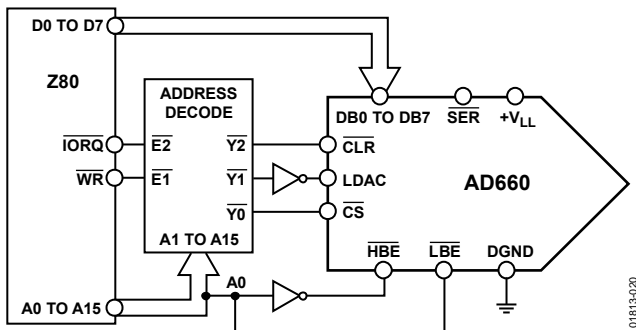 D0 TO D7
Z80
ADDRESS
DECODE
DB0 TO DB7
SER
+VLL
IORQ
E2
Y2
CLR
WR
E1
Y1
LDAC
AD660
Y0
CS
A1 TO A15
HBE
LBE
DGND
A0
A0 TO A15
01813-020